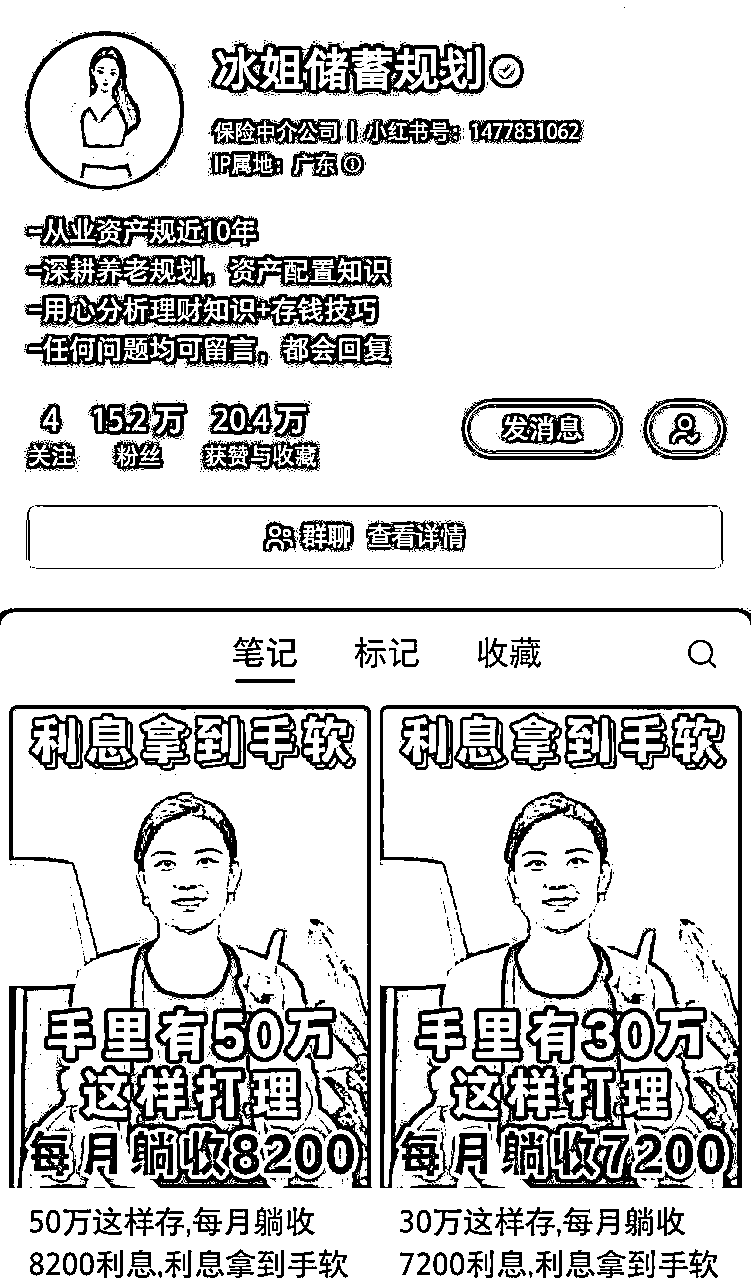 冰姐储蓄规划
保险中介公司 | 小红书号：1477831062
IP属地：广东
-从业资产规近10年
-深耕养老规划，资产配置知识
-用心分析理财知识+存钱技巧
-任何问题均可留言，都会回复
4 15.2万 20.4万
关注 粉丝 获赞与收藏
发消息
群聊 查看详情
笔记 标记 收藏
利息拿到手软
手里有50万
这样打理
每月躺收8200
50万这样存,每月躺收
8200利息,利息拿到手软
利息拿到手软
手里有30万
这样打理
每月躺收7200
30万这样存,每月躺收
7200利息,利息拿到手软